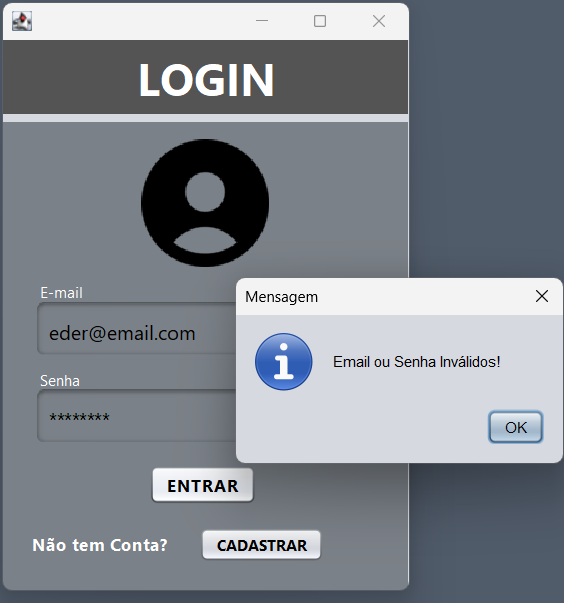 LOGIN
E-mail
eder@email.com
Senha
********
ENTRAR
Não tem Conta?
CADASTRAR
Mensagem
Email ou Senha Inválidos!
OK